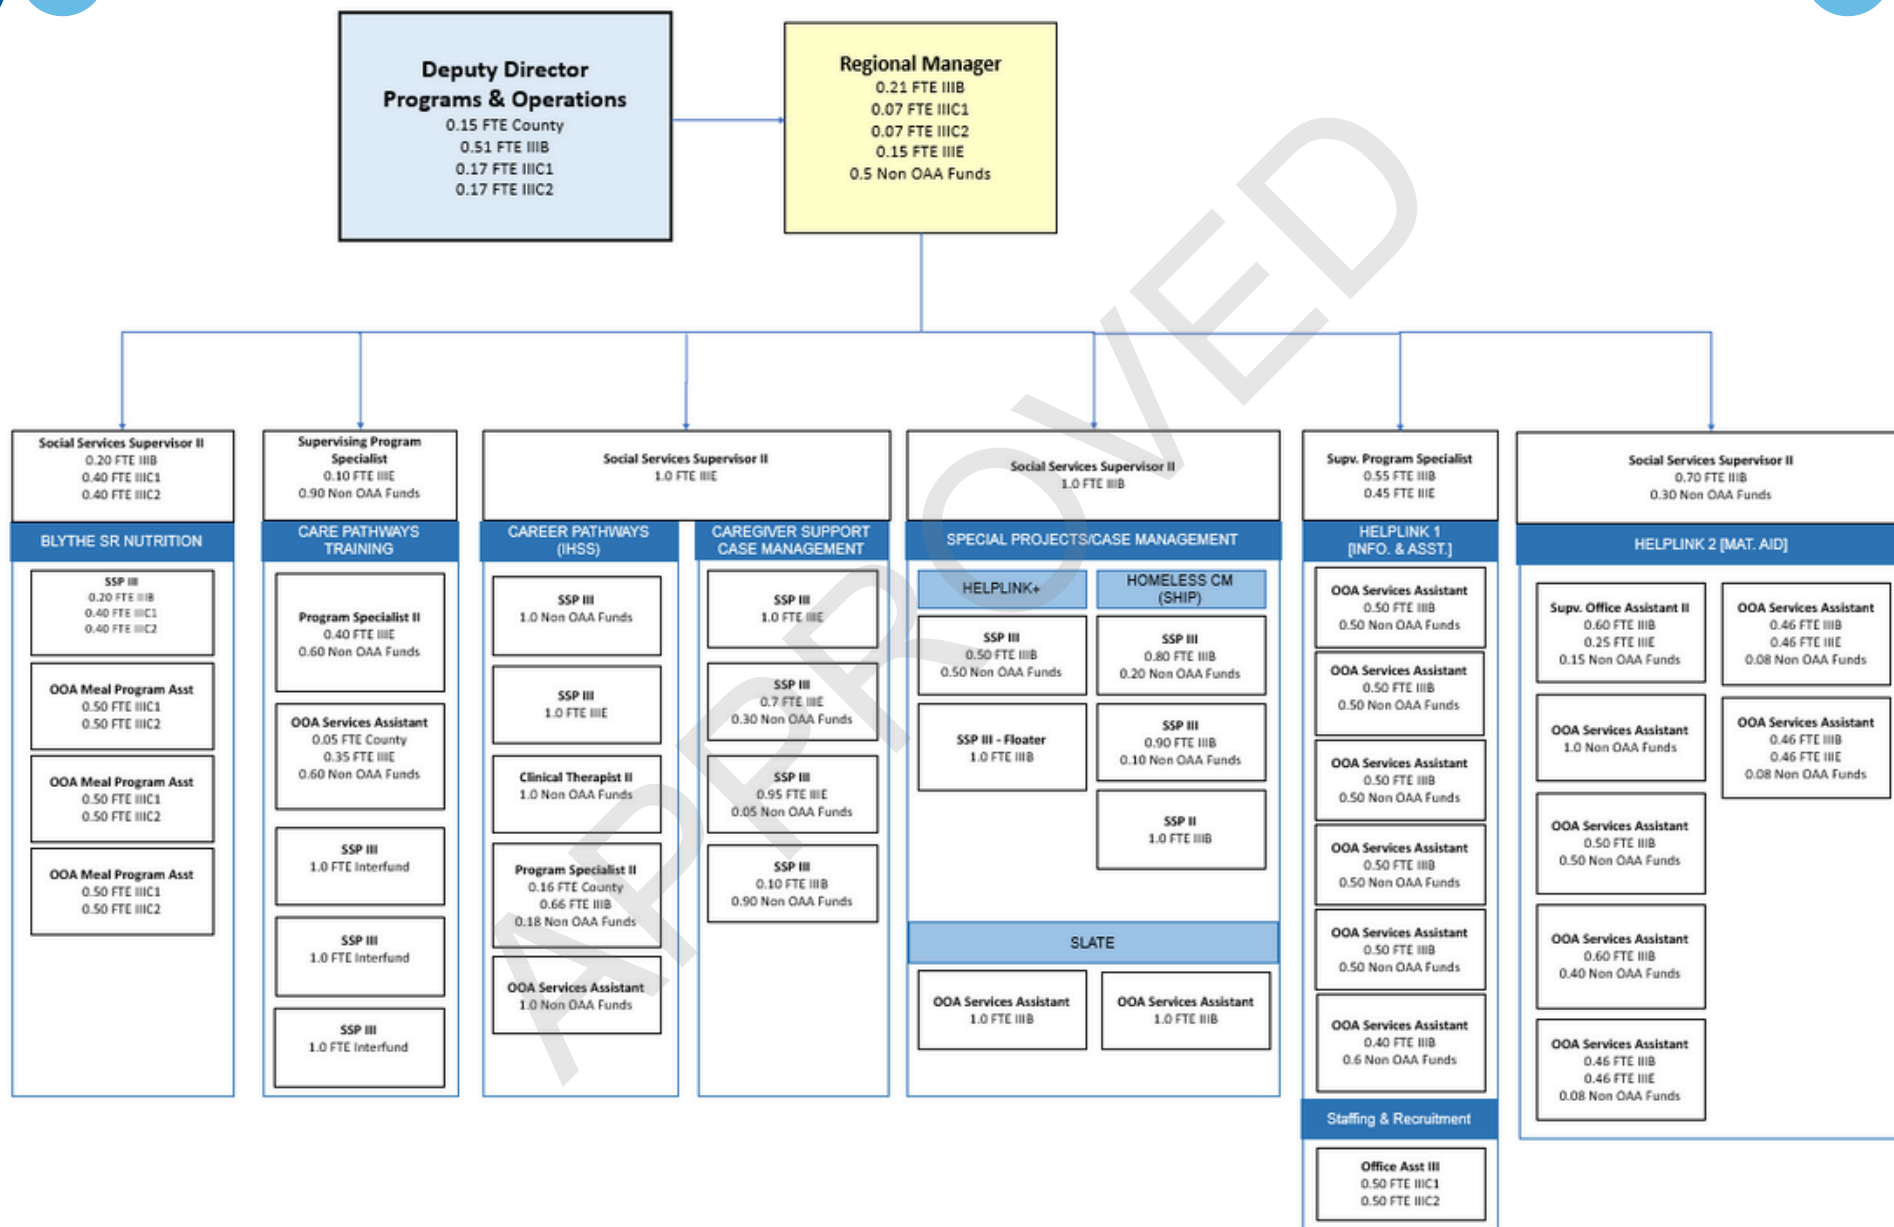 Deputy Director
Programs & Operations
0.15 FTE County
0.51 FTE IIIB
0.17 FTE IIIC1
0.17 FTE IIIC2
Regional Manager
0.21 FTE IIIB
0.07 FTE IIIC1
0.07 FTE IIIC2
0.15 FTE IIIE
0.5 Non OAA Funds
Social Services Supervisor II
0.20 FTE IIIB
0.40 FTE IIIC1
0.40 FTE IIIC2
BLYTHE SR NUTRITION
SSP III
0.20 FTE IIIB
0.40 FTE IIIC1
0.40 FTE IIIC2
OOA Meal Program Asst
0.50 FTE IIIC1
0.50 FTE IIIC2
OOA Meal Program Asst
0.50 FTE IIIC1
0.50 FTE IIIC2
OOA Meal Program Asst
0.50 FTE IIIC1
0.50 FTE IIIC2
Supervising Program
Specialist
0.10 FTE IIIE
0.90 Non OAA Funds
CARE PATHWAYS
TRAINING
Program Specialist II
0.40 FTE IIIE
0.60 Non OAA Funds
OOA Services Assistant
0.05 FTE County
0.35 FTE IIIE
0.60 Non OAA Funds
SSP III
1.0 FTE Interfund
SSP III
1.0 FTE Interfund
SSP III
1.0 FTE Interfund
Social Services Supervisor II
1.0 FTE IIIE
CAREER PATHWAYS
(IHSS)
SSP III
1.0 Non OAA Funds
SSP III
1.0 FTE IIIE
Clinical Therapist II
1.0 Non OAA Funds
Program Specialist II
0.16 FTE County
0.66 FTE IIIB
0.18 Non OAA Funds
OOA Services Assistant
1.0 Non OAA Funds
CAREGIVER SUPPORT
CASE MANAGEMENT
SSP III
1.0 FTE IIIE
SSP III
0.7 FTE IIIE
0.30 Non OAA Funds
SSP III
0.95 FTE IIIE
0.05 Non OAA Funds
SSP III
0.10 FTE IIIB
0.90 Non OAA Funds
Social Services Supervisor II
1.0 FTE IIIB
SPECIAL PROJECTS/CASE MANAGEMENT
HELPLINK+
SSP III
0.50 FTE IIIB
0.50 Non OAA Funds
SSP III - Floater
1.0 FTE IIIB
HOMELESS CM
(SHIP)
SSP III
0.80 FTE IIIB
0.20 Non OAA Funds
SSP III
0.90 FTE IIIB
0.10 Non OAA Funds
SSP II
1.0 FTE IIIB
SLATE
OOA Services Assistant
1.0 FTE IIIB
OOA Services Assistant
1.0 FTE IIIB
Supv. Program Specialist
0.55 FTE IIIB
0.45 FTE IIIE
HELPLINK 1
[INFO. & ASST.]
OOA Services Assistant
0.50 FTE IIIB
0.50 Non OAA Funds
OOA Services Assistant
0.50 FTE IIIB
0.50 Non OAA Funds
OOA Services Assistant
0.50 FTE IIIB
0.50 Non OAA Funds
OOA Services Assistant
0.50 FTE IIIB
0.50 Non OAA Funds
OOA Services Assistant
0.50 FTE IIIB
0.50 Non OAA Funds
OOA Services Assistant
0.40 FTE IIIB
0.6 Non OAA Funds
Staffing & Recruitment
Office Asst III
0.50 FTE IIIC1
0.50 FTE IIIC2
Social Services Supervisor II
0.70 FTE IIIB
0.30 Non OAA Funds
HELPLINK 2 [MAT. AID]
Supv. Office Assistant II
0.60 FTE IIIB
0.25 FTE IIIE
0.15 Non OAA Funds
OOA Services Assistant
1.0 Non OAA Funds
OOA Services Assistant
0.50 FTE IIIB
0.50 Non OAA Funds
OOA Services Assistant
0.60 FTE IIIB
0.40 Non OAA Funds
OOA Services Assistant
0.46 FTE IIIB
0.46 FTE IIIE
0.08 Non OAA Funds
OOA Services Assistant
0.46 FTE IIIB
0.46 FTE IIIE
0.08 Non OAA Funds
OOA Services Assistant
0.46 FTE IIIB
0.46 FTE IIIE
0.08 Non OAA Funds
APPROVED